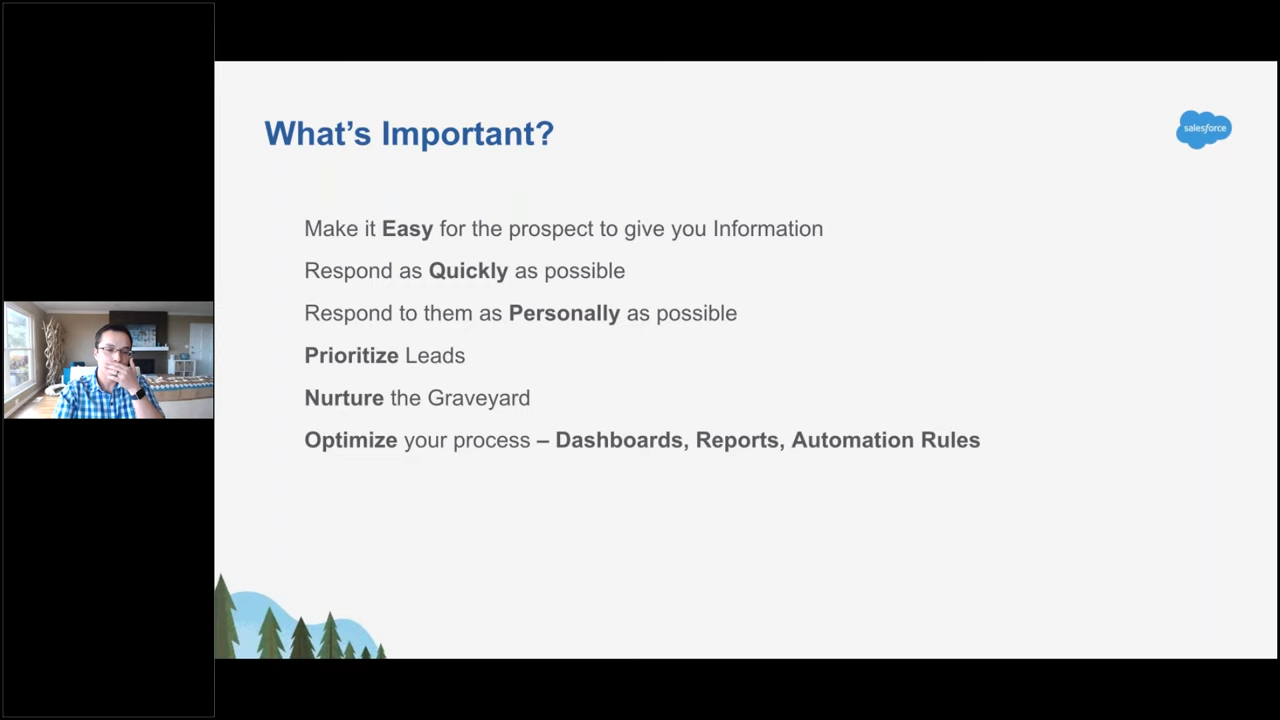 What's Important?
salesforce
Make it Easy for the prospect to give you Information
Respond as Quickly as possible
Respond to them as Personally as possible
Prioritize Leads
Nurture the Graveyard
Optimize your process – Dashboards, Reports, Automation Rules